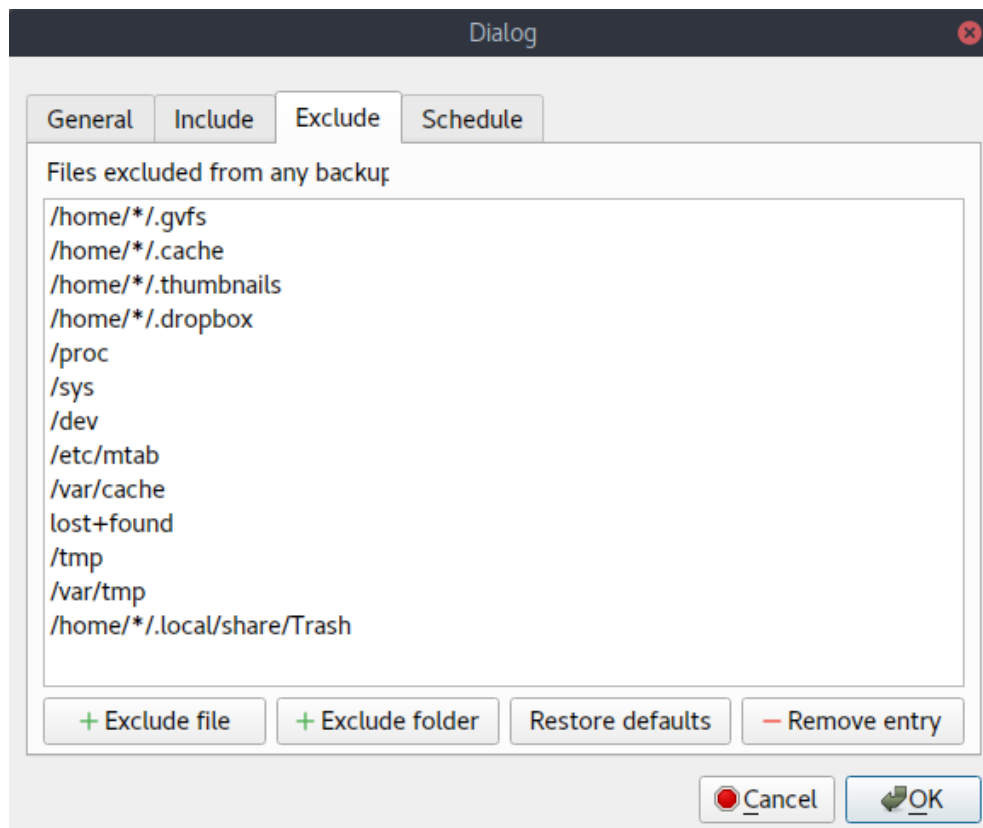 Dialog
General Include Exclude Schedule
Files excluded from any backup
/home/*/.gvfs
/home/*/.cache
/home/*/.thumbnails
/home/*/.dropbox
/proc
/sys
/dev
/etc/mtab
/var/cache
lost+found
/tmp
/var/tmp
/home/*/.local/share/Trash
+ Exclude file + Exclude folder Restore defaults − Remove entry
Cancel OK